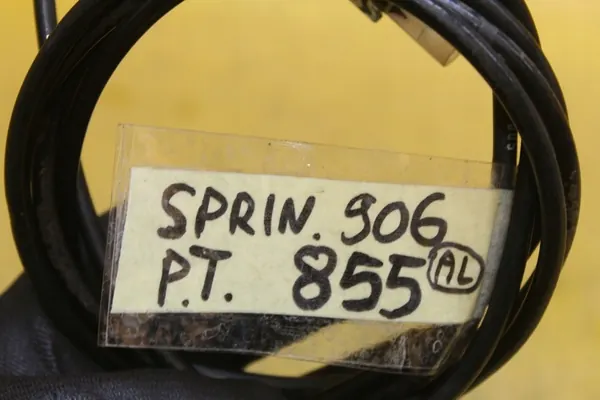 SPRIN. 906
P.T. 855 AL